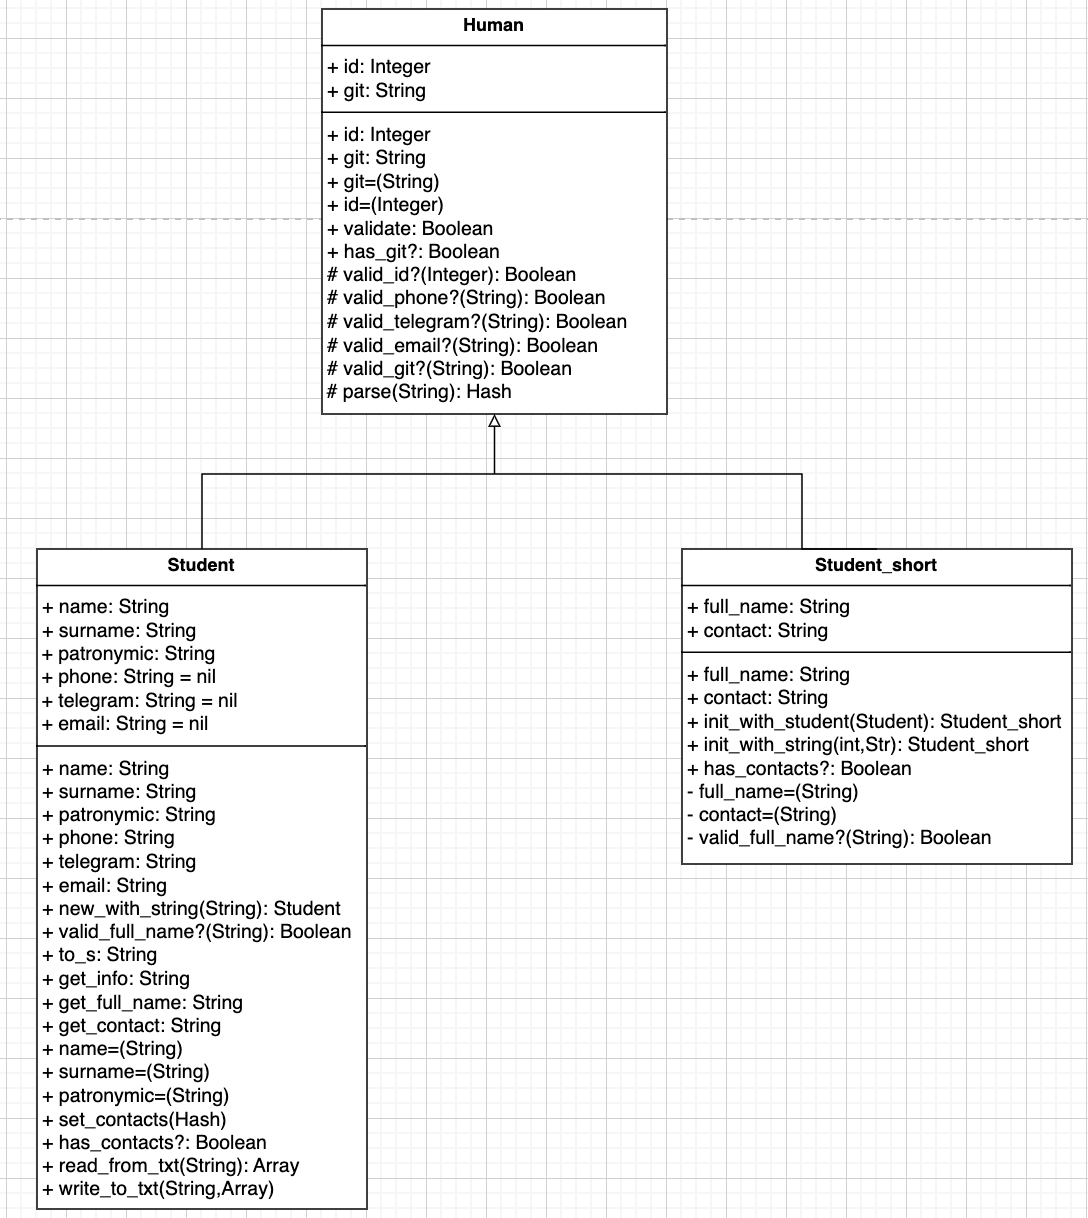 Human
+ id: Integer
+ git: String
+ id: Integer
+ git: String
+ git=(String)
+ id=(Integer)
+ validate: Boolean
+ has_git?: Boolean
# valid_id?(Integer): Boolean
# valid_phone?(String): Boolean
# valid_telegram?(String): Boolean
# valid_email?(String): Boolean
# valid_git?(String): Boolean
# parse(String): Hash
Student
+ name: String
+ surname: String
+ patronymic: String
+ phone: String = nil
+ telegram: String = nil
+ email: String = nil
+ name: String
+ surname: String
+ patronymic: String
+ phone: String
+ telegram: String
+ email: String
+ new_with_string(String): Student
+ valid_full_name?(String): Boolean
+ to_s: String
+ get_info: String
+ get_full_name: String
+ get_contact: String
+ name=(String)
+ surname=(String)
+ patronymic=(String)
+ set_contacts(Hash)
+ has_contacts?: Boolean
+ read_from_txt(String): Array
+ write_to_txt(String,Array)
Student_short
+ full_name: String
+ contact: String
+ full_name: String
+ contact: String
+ init_with_student(Student): Student_short
+ init_with_string(int,Str): Student_short
+ has_contacts?: Boolean
- full_name=(String)
- contact=(String)
- valid_full_name?(String): Boolean